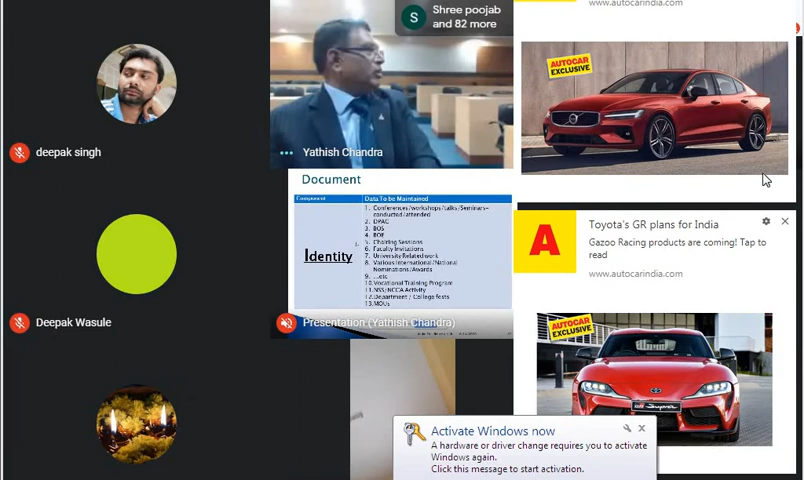 Shree poojab
and 82 more
S
www.autocarindia.com
AUTOCAR
EXCLUSIVE
deepak singh
Yathish Chandra
Document
Component
Data To be Maintained
Identity
1. Conferences/workshops/talks/Seminars-
conducted/attended
2. DPAC
3. BOS
4. BOE
5. Chairing Sessions
6. Faculty Invitations
7. University Related work
8. Various International/National
Nominations/Awards
9. ...etc
10.Vocational Training Program
11.NSS/NCCA Activity
12.Department / College fests
13.MOUs
A
Toyota's GR plans for India
Gazoo Racing products are coming! Tap to
read
www.autocarindia.com
Deepak Wasule
Presentation (Yathish Chandra)
AUTOCAR
EXCLUSIVE
GR Supra
Activate Windows now
A hardware or driver change requires you to activate
Windows again.
Click this message to start activation.